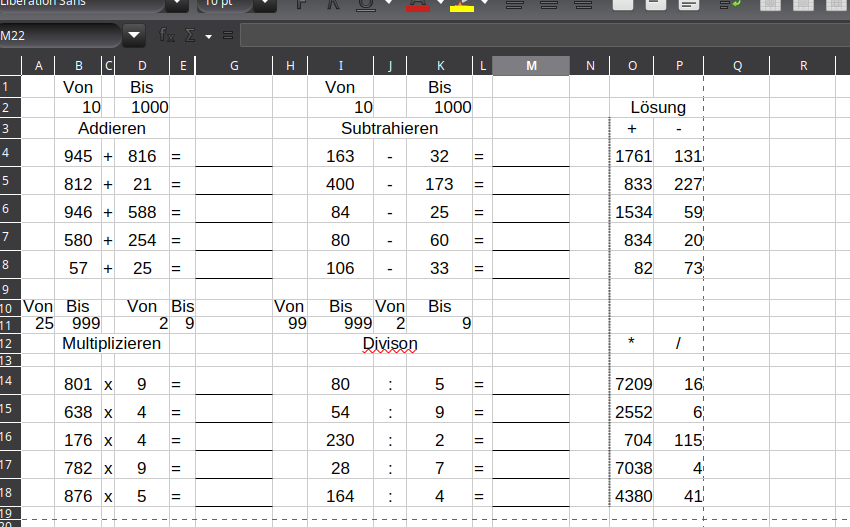 Liberation Sans 10 pt
M22 fx Σ =
A B C D E G H I J K L M N O P Q R
1 Von Bis Von Bis
2 10 1000 10 1000 Lösung
3 Addieren Subtrahieren + -
4 945 + 816 = 163 - 32 = 1761 131
5 812 + 21 = 400 - 173 = 833 227
6 946 + 588 = 84 - 25 = 1534 59
7 580 + 254 = 80 - 60 = 834 20
8 57 + 25 = 106 - 33 = 82 73
9
10 Von Bis Von Bis Von Bis Von Bis
11 25 999 2 9 99 999 2 9
12 Multiplizieren Divison * /
13
14 801 x 9 = 80 : 5 = 7209 16
15 638 x 4 = 54 : 9 = 2552 6
16 176 x 4 = 230 : 2 = 704 115
17 782 x 9 = 28 : 7 = 7038 4
18 876 x 5 = 164 : 4 = 4380 41
19
20